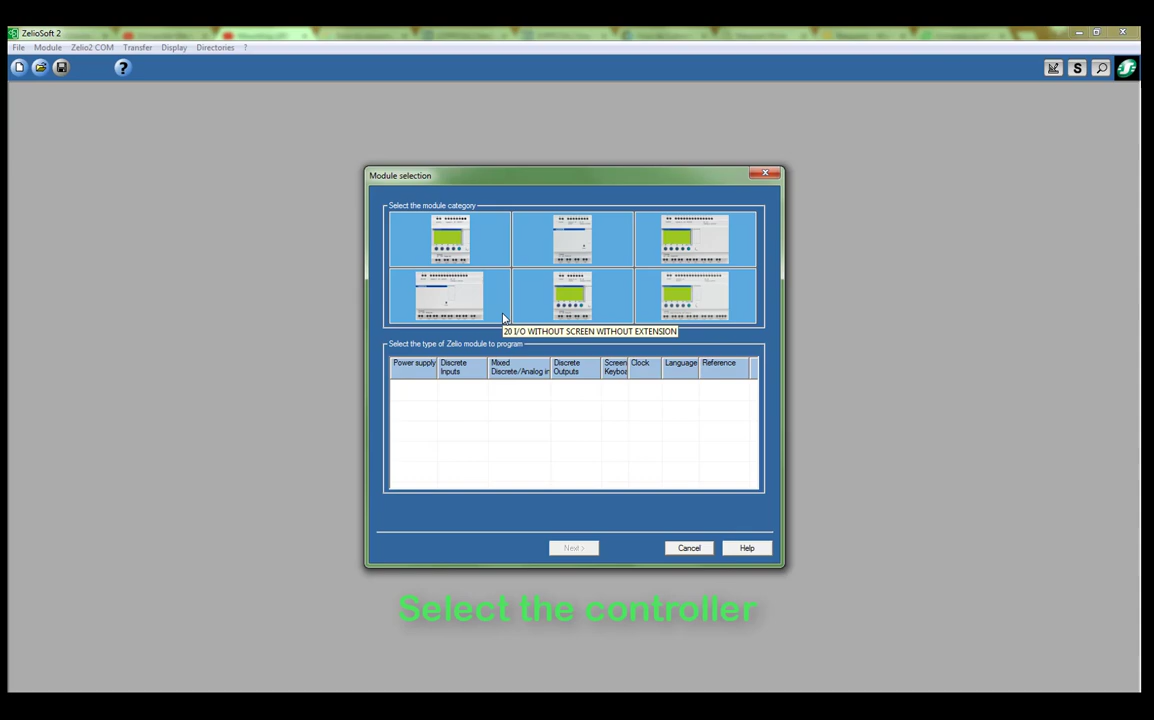 ZelioSoft 2
File Module Zelio2 COM Transfer Display Directories ?
?
S
Module selection
Select the module category
20 I/O WITHOUT SCREEN WITHOUT EXTENSION
Select the type of Zelio module to program
Power supply Discrete Inputs Mixed Discrete/Analog in Discrete Outputs Screen Keyboa Clock Language Reference
Next >
Cancel
Help
Select the controller